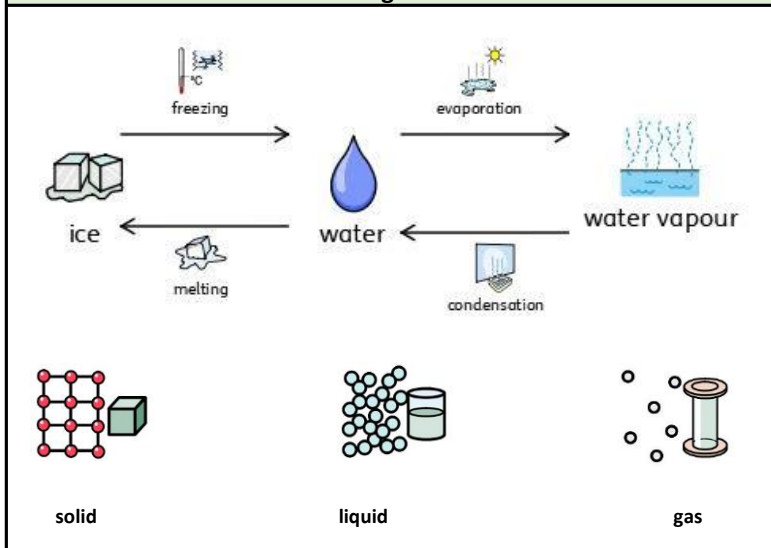 °C
freezing
evaporation
ice
water
water vapour
melting
condensation
solid
liquid
gas